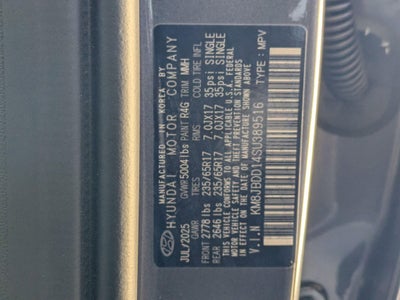 MANUFACTURED IN KOREA BY
HYUNDAI MOTOR COMPANY
JUL/2025 GVWR 5004 lbs PAINT R4G TRIM MMH
GAWR TIRES RIMS COLD TIRE INFL
FRONT 2778 lbs 235/65R17 7.0JX17 35psi SINGLE
REAR 2646 lbs 235/65R17 7.0JX17 35psi SINGLE
THIS VEHICLE CONFORMS TO ALL APPLICABLE U.S.A.
FEDERAL MOTOR VEHICLE SAFETY, BUMPER, AND THEFT
PREVENTION STANDARDS IN EFFECT ON THE DATE OF
MANUFACTURE SHOWN ABOVE.
V.I.N KM8JBDD14SU389516 TYPE : MPV